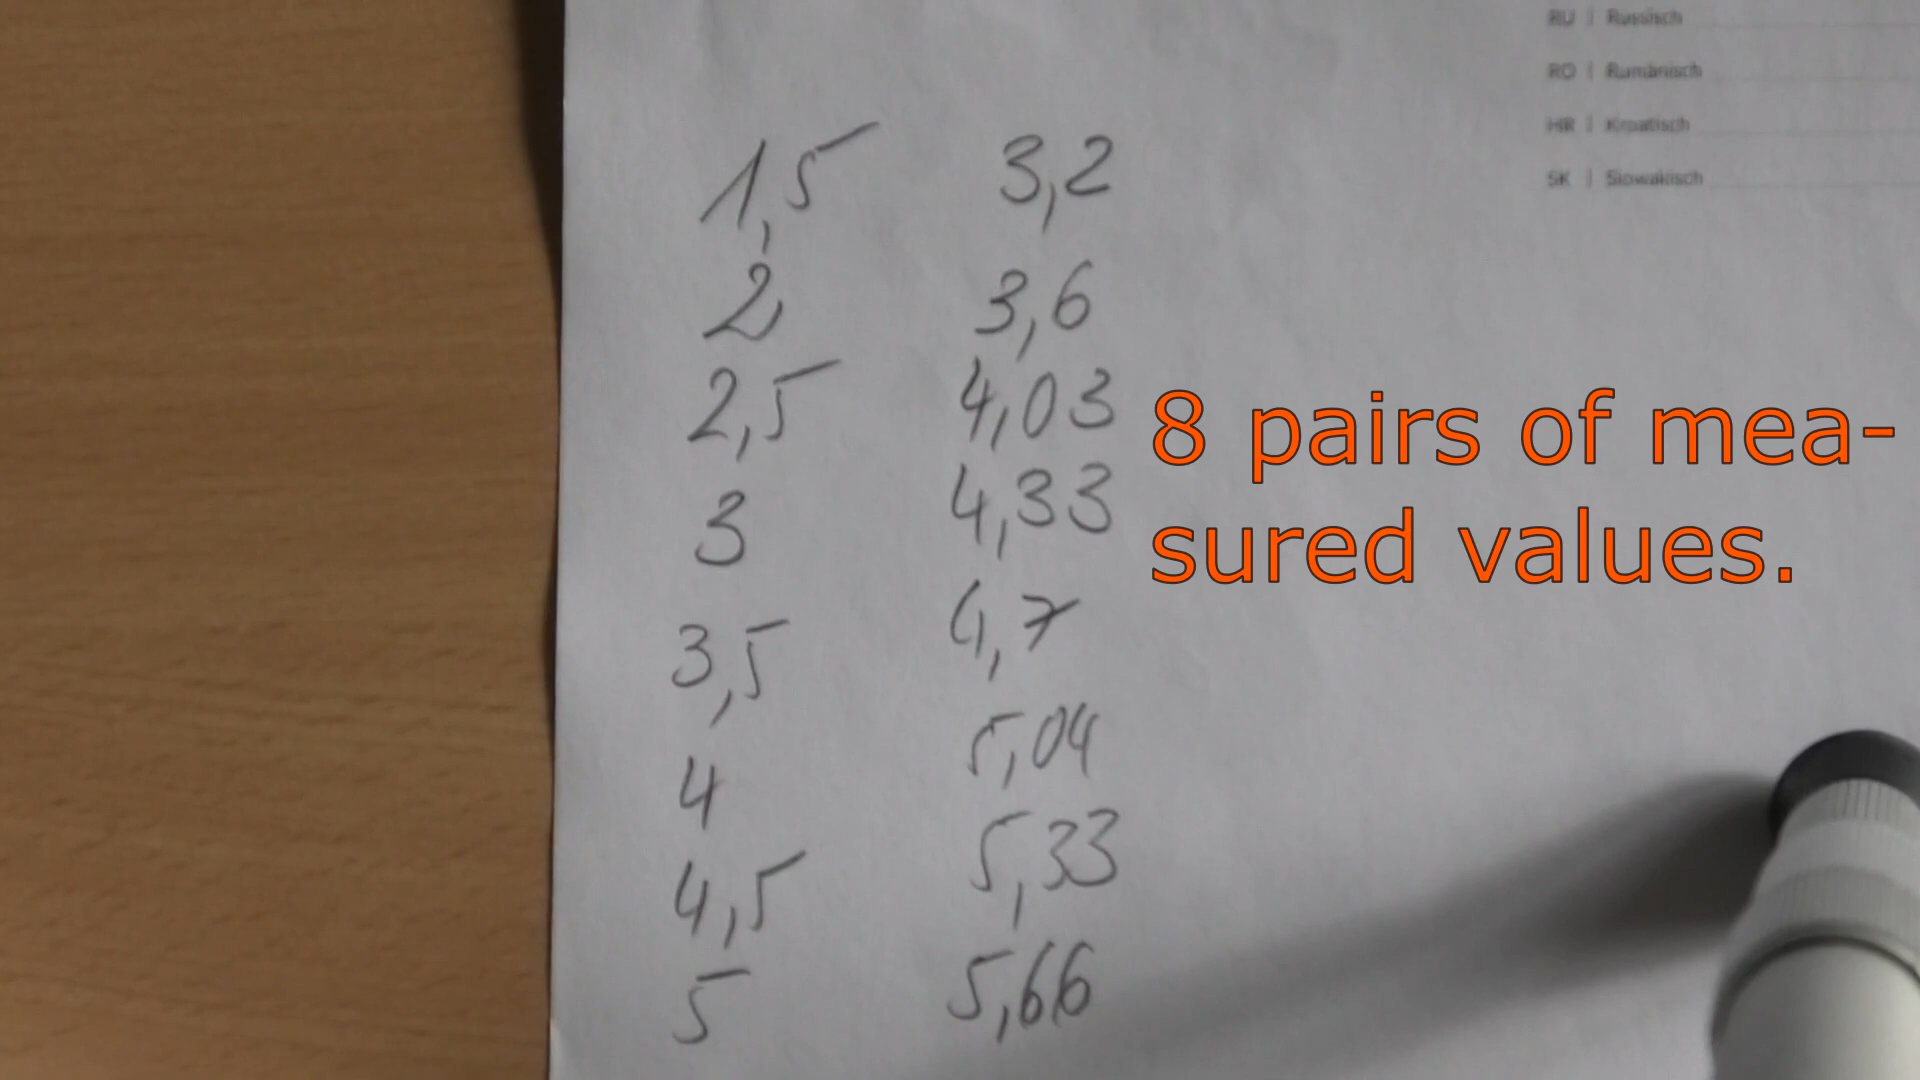 RU | Russisch
RO | Rumänisch
HR | Kroatisch
SK | Slowakisch
1,5 3,2
2 3,6
2,5 4,03
3 4,33
3,5 4,7
4 5,04
4,5 5,33
5 5,66
8 pairs of mea-
sured values.